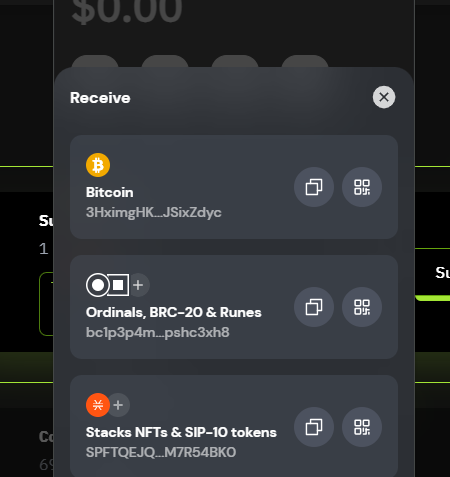 $0.00
Receive
Bitcoin
3HximgHK...JSixZdyc
Su
1
Su
Ordinals, BRC-20 & Runes
bc1p3p4m...pshc3xh8
Stacks NFTs & SIP-10 tokens
SPFTQEJQ...M7R54BK0
Co
69